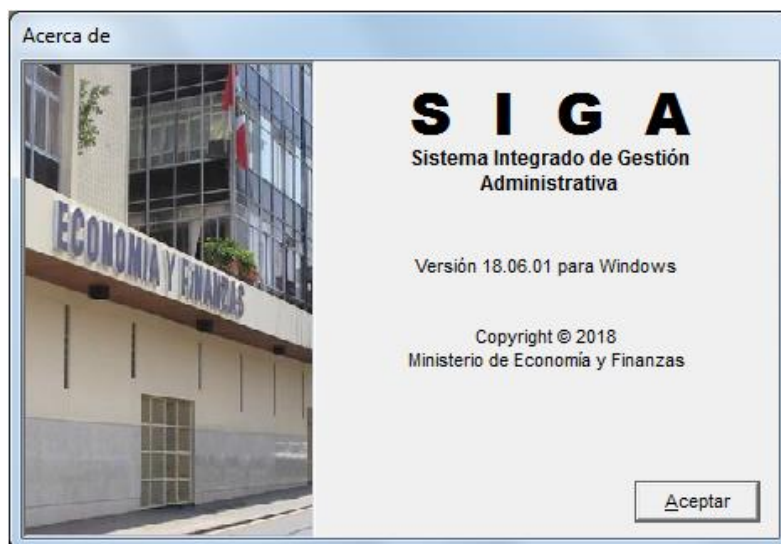 Acerca de
ECONOMIA Y FINANZAS
S I G A
Sistema Integrado de Gestión
Administrativa
Versión 18.06.01 para Windows
Copyright © 2018
Ministerio de Economía y Finanzas
Aceptar